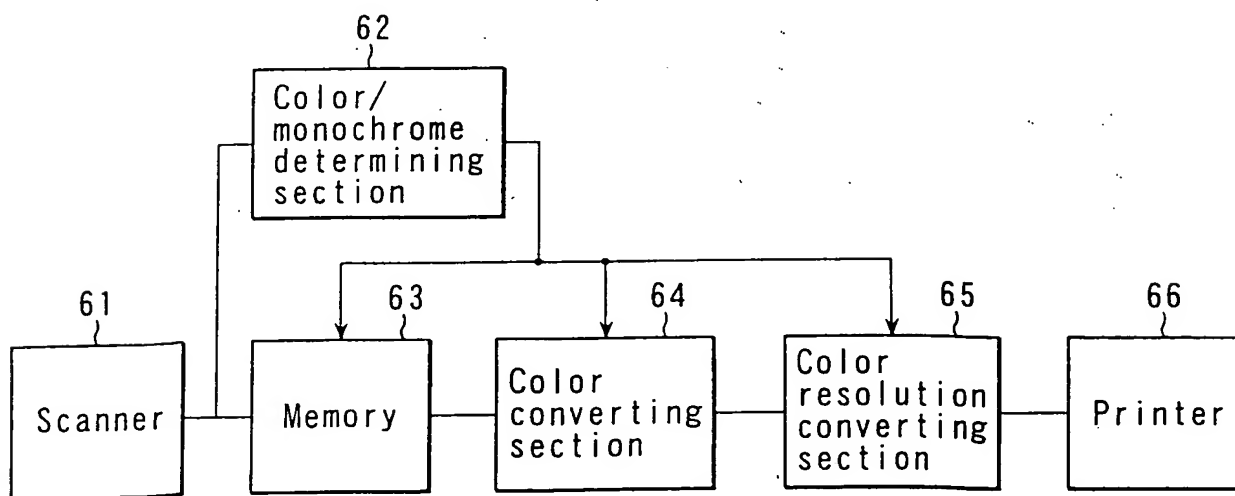 62
Color/
monochrome
determining
section
61
63
64
65
66
Scanner
Memory
Color
converting
section
Color
resolution
converting
section
Printer